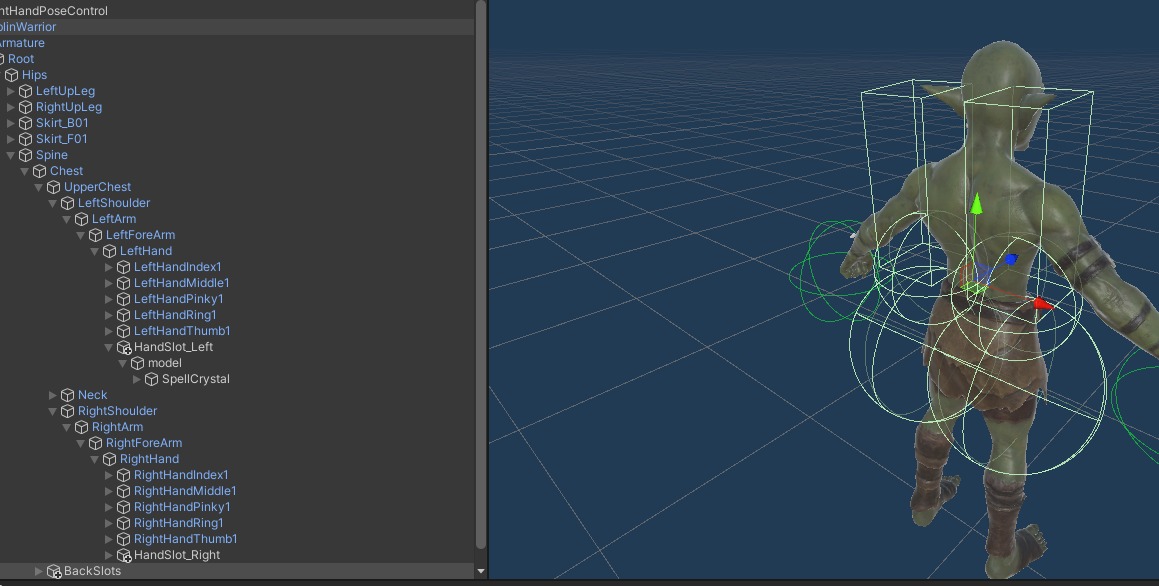 ntHandPoseControl
blinWarrior
Armature
Root
Hips
LeftUpLeg
RightUpLeg
Skirt_B01
Skirt_F01
Spine
Chest
UpperChest
LeftShoulder
LeftArm
LeftForeArm
LeftHand
LeftHandIndex1
LeftHandMiddle1
LeftHandPinky1
LeftHandRing1
LeftHandThumb1
HandSlot_Left
model
SpellCrystal
Neck
RightShoulder
RightArm
RightForeArm
RightHand
RightHandIndex1
RightHandMiddle1
RightHandPinky1
RightHandRing1
RightHandThumb1
HandSlot_Right
BackSlots